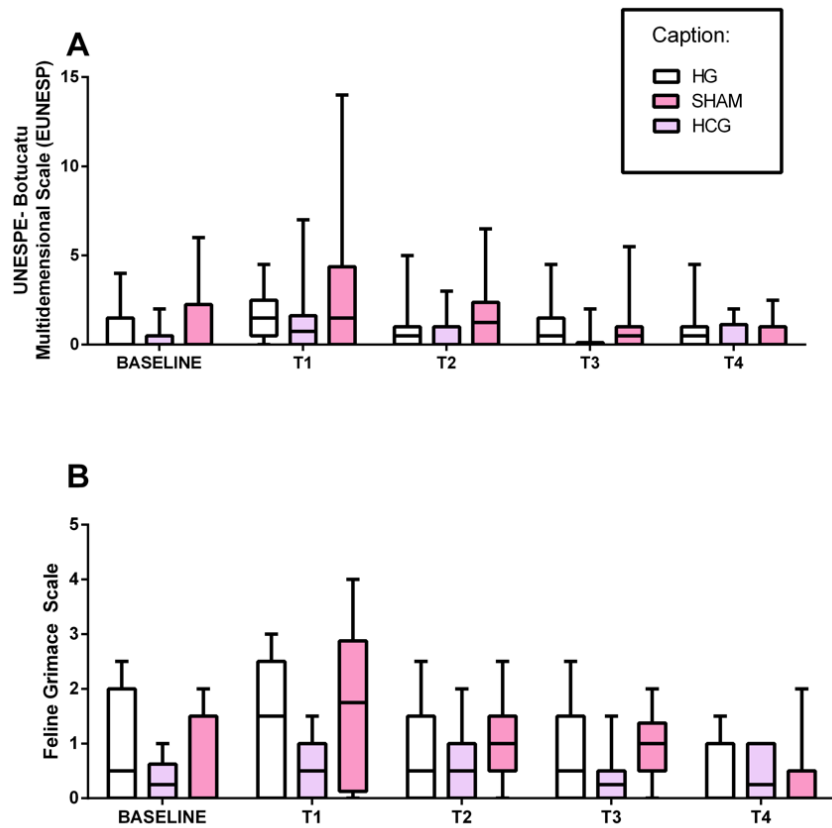 A
Caption:
HG
SHAM
HCG
UNESPE- Botucatu
Multidemensional Scale (EUNESP)
15
10
5
0
BASELINE T1 T2 T3 T4
B
Feline Grimace Scale
5
4
3
2
1
0
BASELINE T1 T2 T3 T4